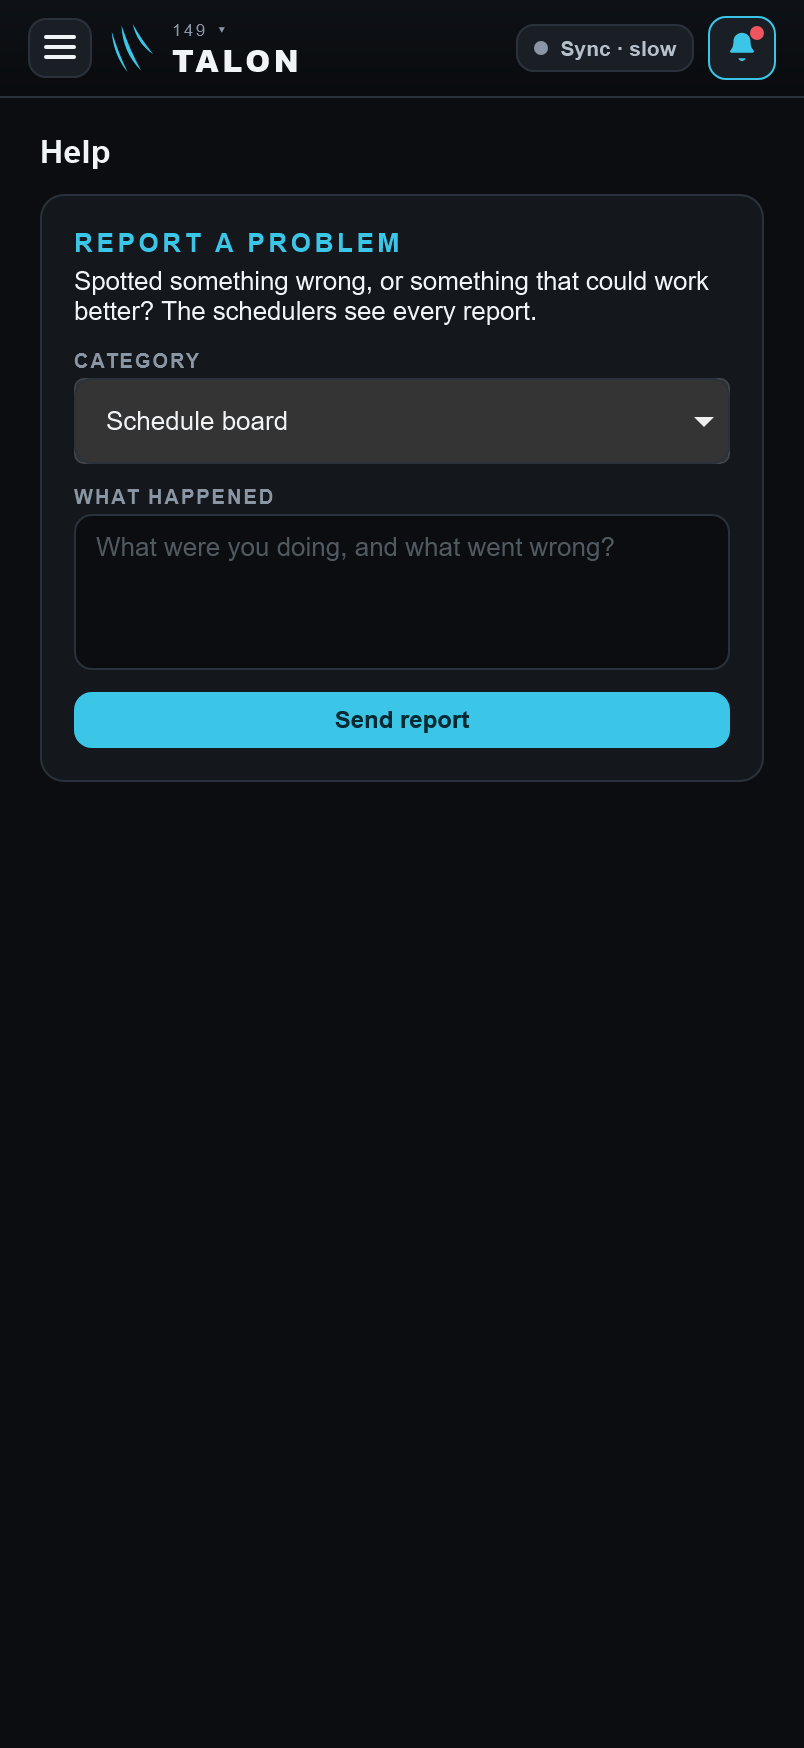 149 ▾
TALON
Sync · slow
Help
REPORT A PROBLEM
Spotted something wrong, or something that could work
better? The schedulers see every report.
CATEGORY
Schedule board
WHAT HAPPENED
What were you doing, and what went wrong?
Send report